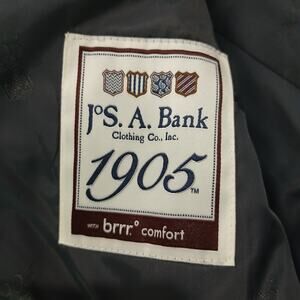 JoS. A. Bank
Clothing Co., Inc.
1905™
WITH brrr.° comfort